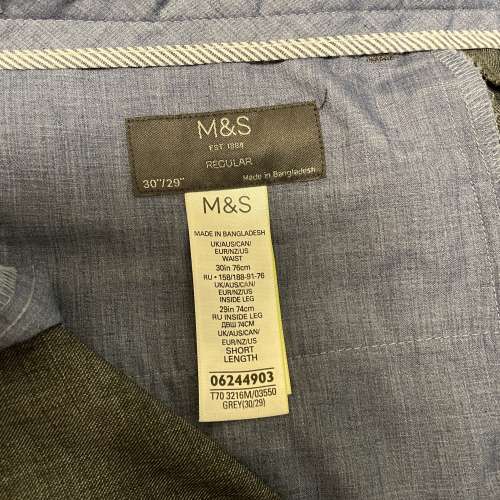 M&S
EST 1884
REGULAR
30"/29" Made in Bangladesh
M&S
MADE IN BANGLADESH
UK/AUS/CAN/
EUR/NZ/US
WAIST
30in 76cm
RU • 158/188-91-76
UK/AUS/CAN/
EUR/NZ/US
INSIDE LEG
29in 74cm
RU INSIDE LEG
ДВШ 74CM
UK/AUS/CAN/
EUR/NZ/US
SHORT
LENGTH
06244903
T70 3216M/03550
GREY(30/29)